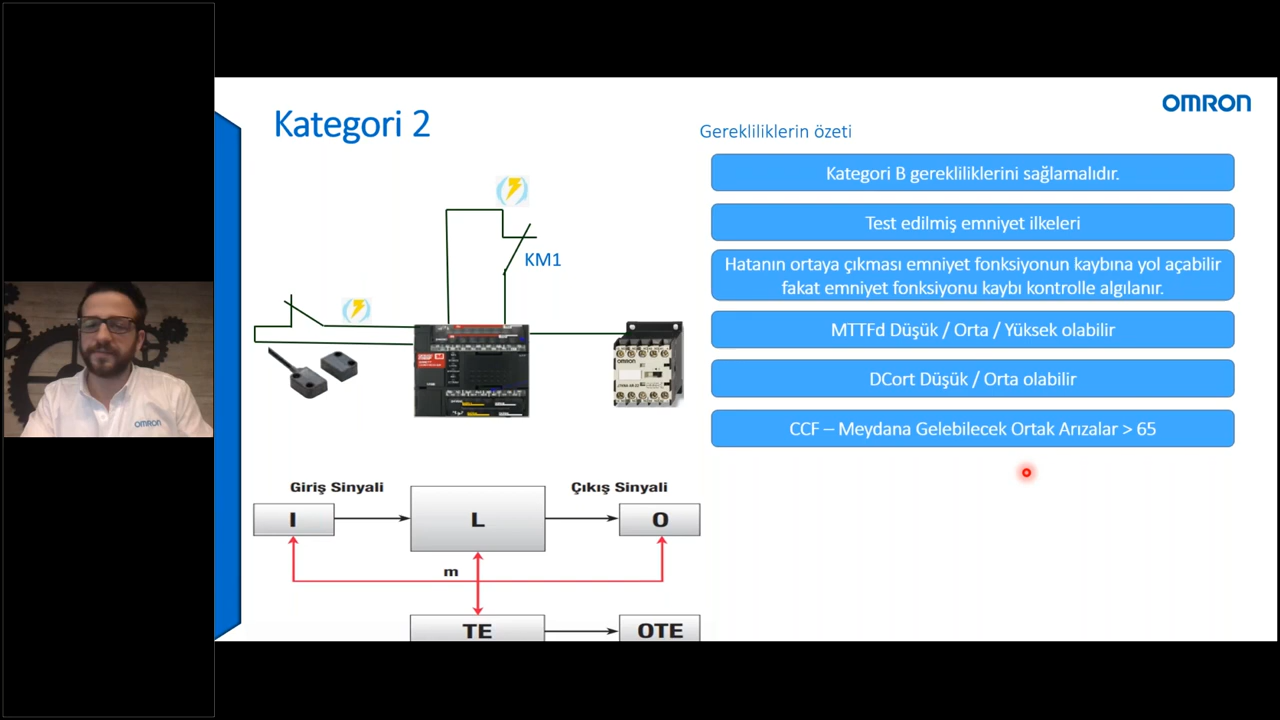 OMRON
Kategori 2
Gerekliliklerin özeti
Kategori B gerekliliklerini sağlamalıdır.
Test edilmiş emniyet ilkeleri
Hatanın ortaya çıkması emniyet fonksiyonun kaybına yol açabilir
fakat emniyet fonksiyonu kaybı kontrolle algılanır.
MTTFd Düşük / Orta / Yüksek olabilir
DCort Düşük / Orta olabilir
CCF – Meydana Gelebilecek Ortak Arızalar > 65
KM1
OMRON
Giriş Sinyali
Çıkış Sinyali
I
L
O
m
TE
OTE
OMRON